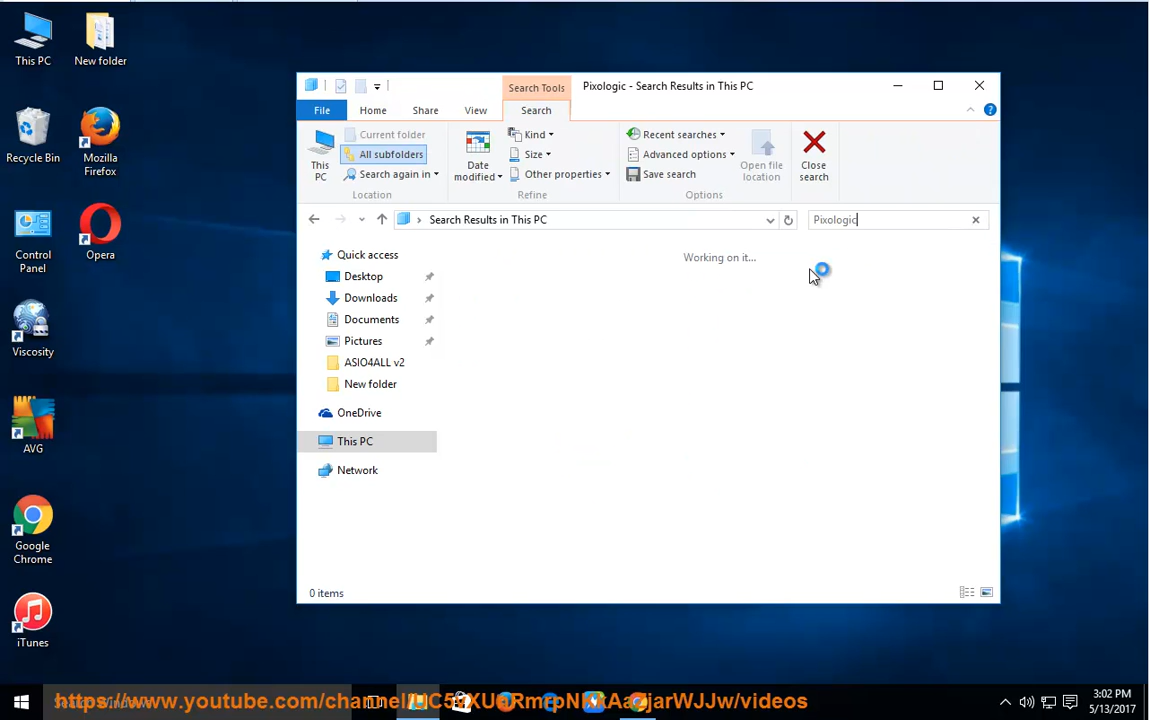 This PC
New folder
Recycle Bin
Mozilla
Firefox
Control
Panel
Opera
Viscosity
AVG
Google
Chrome
iTunes
Search Tools
Pixologic - Search Results in This PC
File
Home
Share
View
Search
This
PC
Current folder
All subfolders
Search again in
Location
Date
modified
Kind
Size
Other properties
Refine
Recent searches
Advanced options
Save search
Options
Open file
location
Close
search
Search Results in This PC
Pixologic
Quick access
Desktop
Downloads
Documents
Pictures
ASIO4ALL v2
New folder
OneDrive
This PC
Network
Working on it...
0 items
3:02 PM
5/13/2017